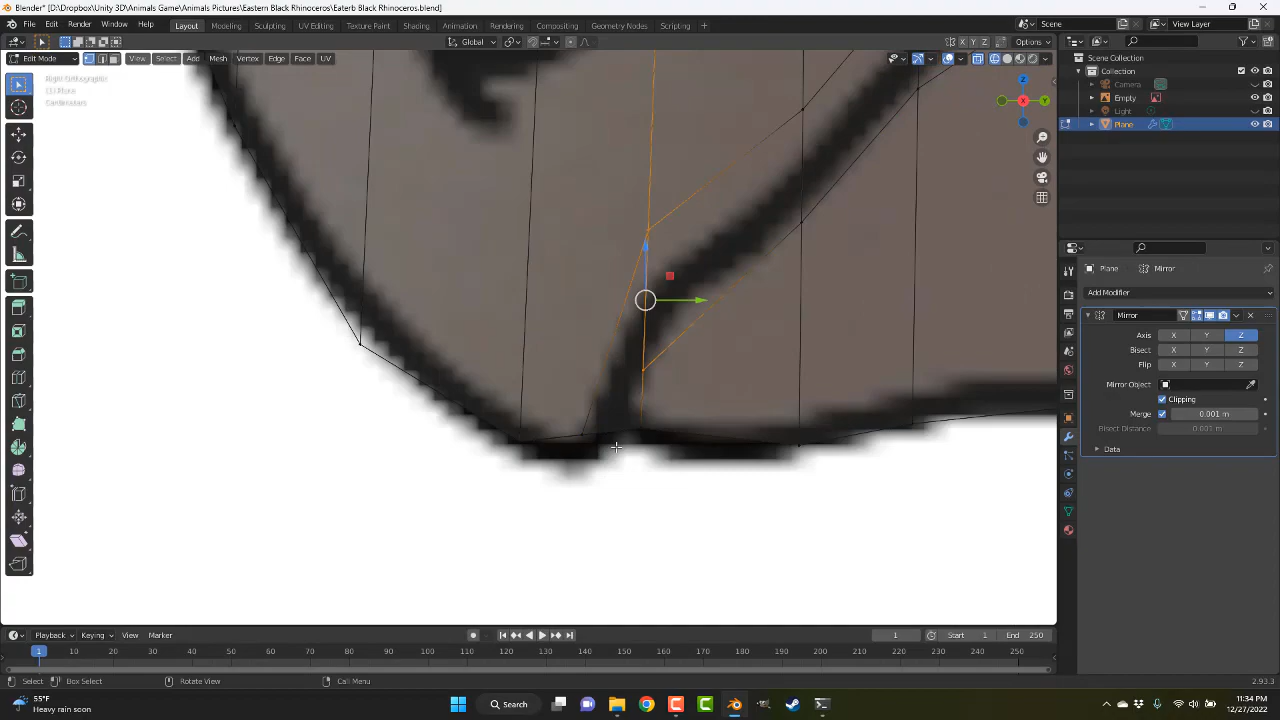 Blender* [D:\Dropbox\Unity 3D\Animals Game\Animals Pictures\Eastern Black Rhinoceros\Eaterb Black Rhinoceros.blend]
File Edit Render Window Help Layout Modeling Sculpting UV Editing Texture Paint Shading Animation Rendering Compositing Geometry Nodes Scripting + Scene View Layer
Global Options
Edit Mode View Select Add Mesh Vertex Edge Face UV
Right Orthographic
(1) Plane
Centimeters
X Y Z
Scene Collection
Collection
Camera
Empty
Light
Plane
Plane Mirror
Add Modifier
Mirror
Axis X Y Z
Bisect X Y Z
Flip X Y Z
Mirror Object
Clipping
Merge 0.001 m
Bisect Distance 0.001 m
Data
Playback Keying View Marker 1 Start 1 End 250
1 10 20 30 40 50 60 70 80 90 100 110 120 130 140 150 160 170 180 190 200 210 220 230 240 250
Select Box Select Rotate View Call Menu 2.93.3
55°F
Heavy rain soon
Search
11:34 PM
12/27/2022